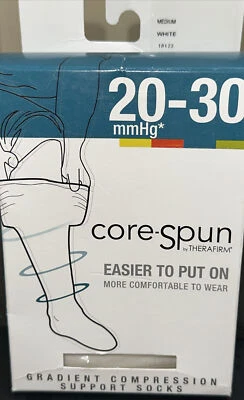 MEDIUM
WHITE
20-30
mmHg*
core-spun
by THERAFIRM®
EASIER TO PUT ON
MORE COMFORTABLE TO WEAR
GRADIENT COMPRESSION
SUPPORT SOCKS